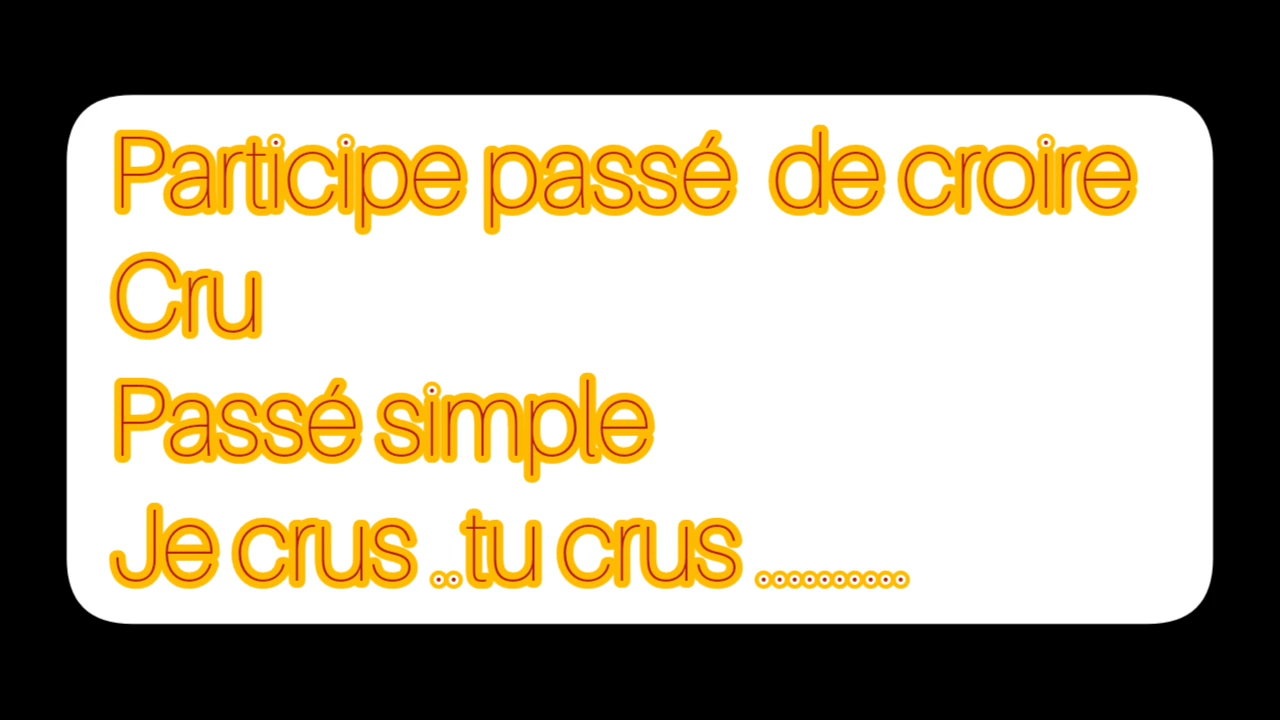 Participe passé  de croire
Cru
Passé simple
Je crus ..tu crus ..........